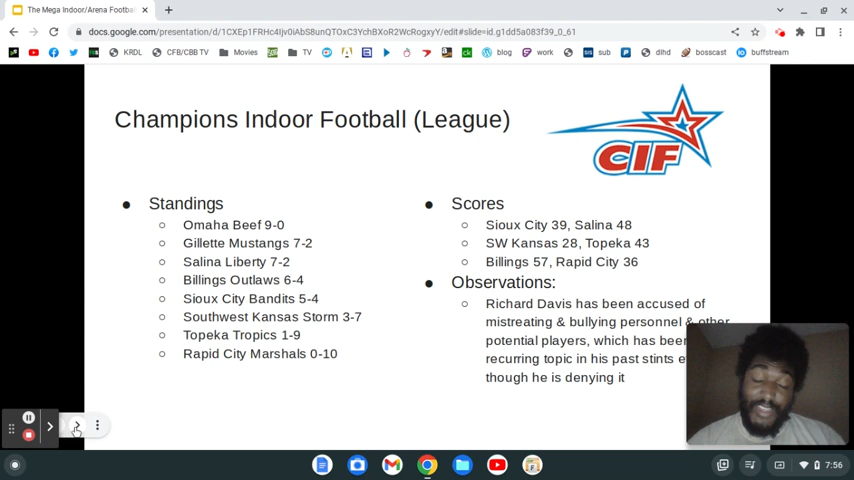 The Mega Indoor/Arena Footba
docs.google.com/presentation/d/1CXEp1FRHc4Ijv0iAbS8unQTOxC3YchBXoR2WcRogxyY/edit#slide=id.g1dd5a083f39_0_61
KRDL CFB/CBB TV Movies TV blog work sub dlhd bosscast buffstream
Champions Indoor Football (League)
CIF
Standings
Omaha Beef 9-0
Gillette Mustangs 7-2
Salina Liberty 7-2
Billings Outlaws 6-4
Sioux City Bandits 5-4
Southwest Kansas Storm 3-7
Topeka Tropics 1-9
Rapid City Marshals 0-10
Scores
Sioux City 39, Salina 48
SW Kansas 28, Topeka 43
Billings 57, Rapid City 36
Observations:
Richard Davis has been accused of
mistreating & bullying personnel & other
potential players, which has been
recurring topic in his past stints
though he is denying it
7:56